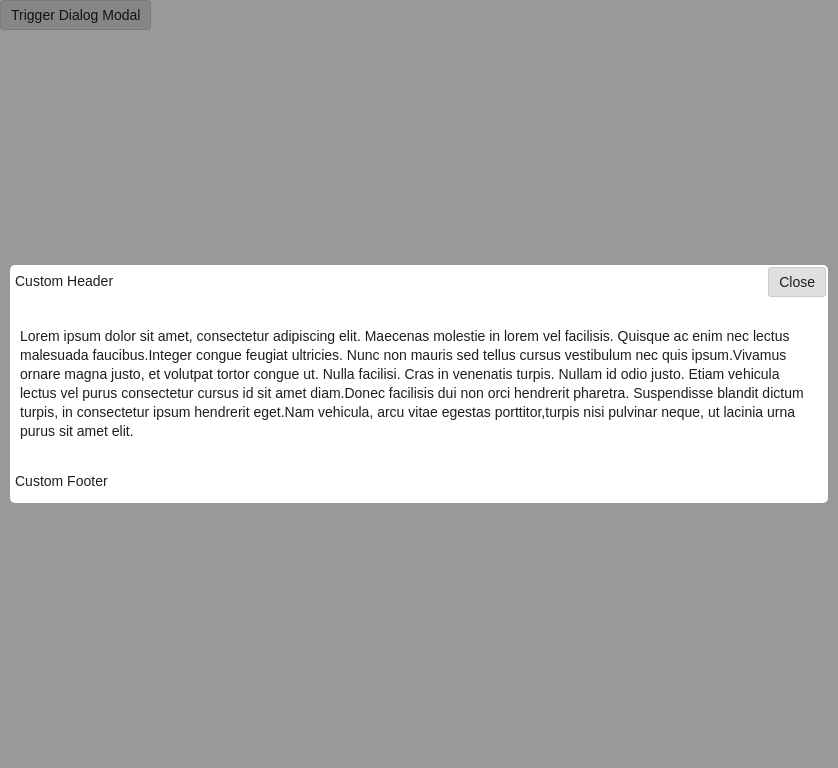 Trigger Dialog Modal
Custom Header
Close
Lorem ipsum dolor sit amet, consectetur adipiscing elit. Maecenas molestie in lorem vel facilisis. Quisque ac enim nec lectus
malesuada faucibus.Integer congue feugiat ultricies. Nunc non mauris sed tellus cursus vestibulum nec quis ipsum.Vivamus
ornare magna justo, et volutpat tortor congue ut. Nulla facilisi. Cras in venenatis turpis. Nullam id odio justo. Etiam vehicula
lectus vel purus consectetur cursus id sit amet diam.Donec facilisis dui non orci hendrerit pharetra. Suspendisse blandit dictum
turpis, in consectetur ipsum hendrerit eget.Nam vehicula, arcu vitae egestas porttitor,turpis nisi pulvinar neque, ut lacinia urna
purus sit amet elit.
Custom Footer